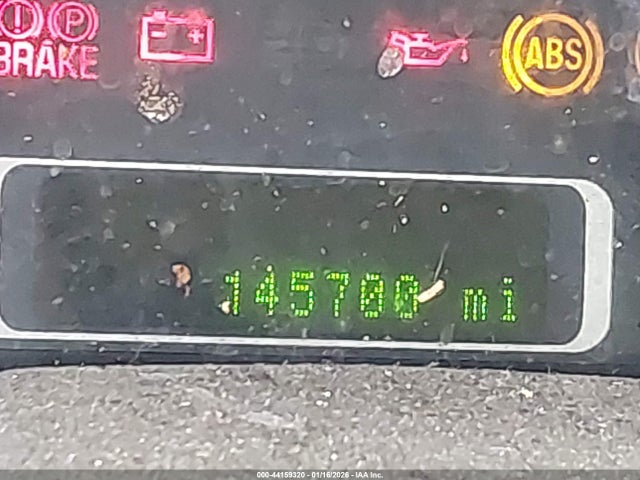 BRAKE
ABS
145700 mi
000-44159320 - 01/16/2026 - IAA Inc.